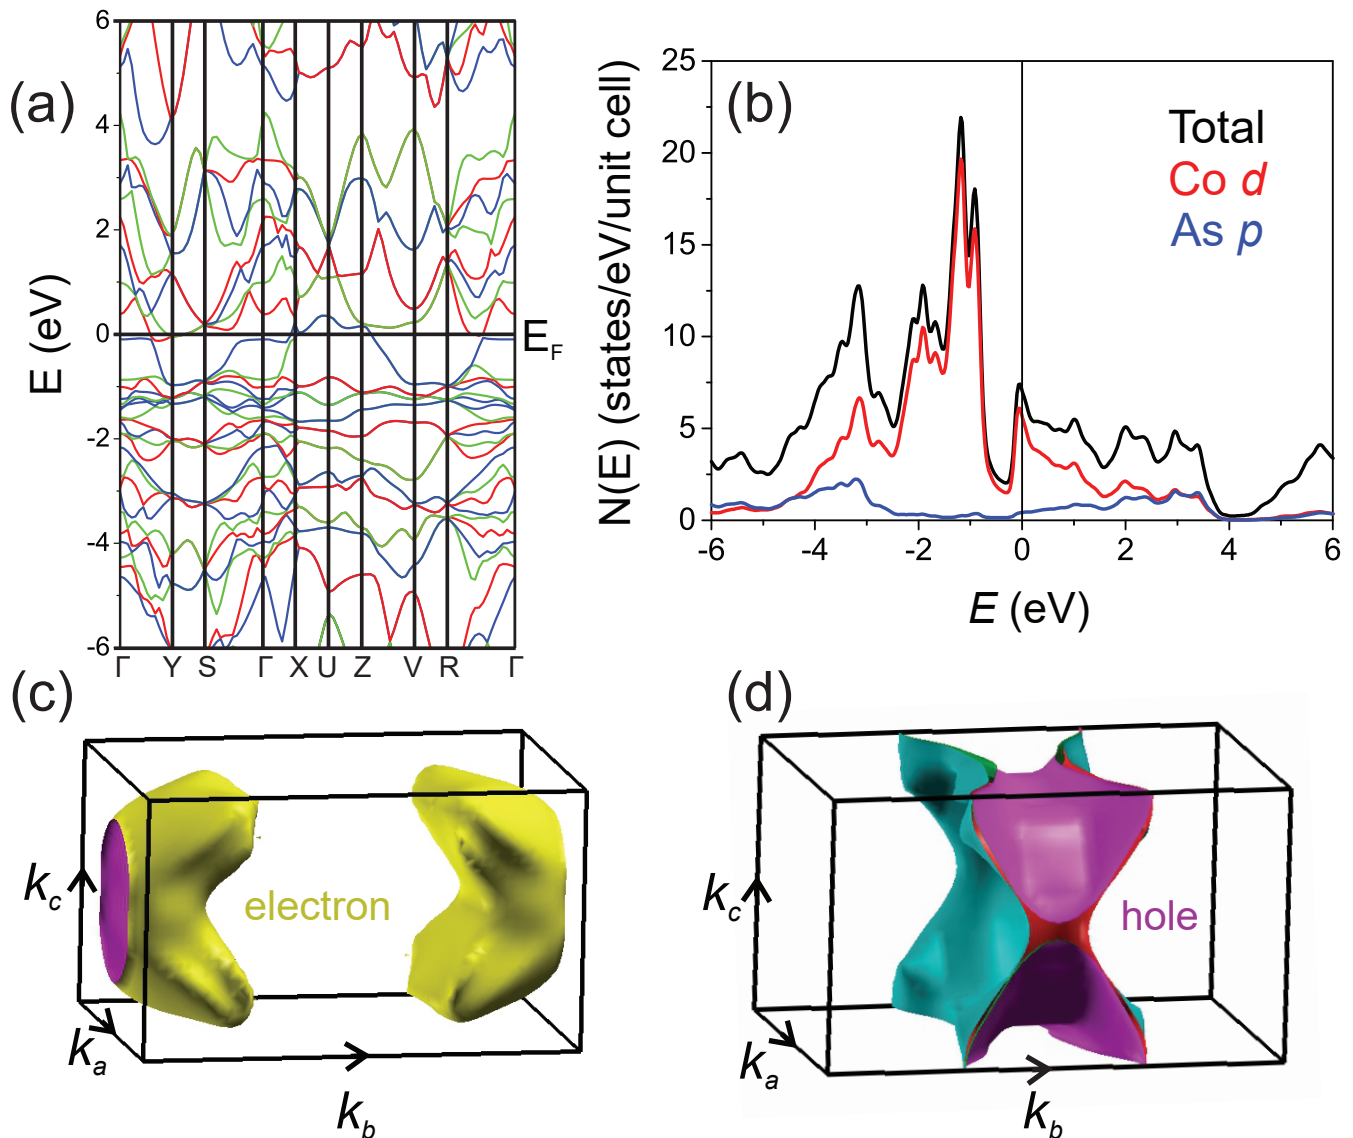 (a)
E (eV)
6
4
2
0
-2
-4
-6
E_F
Γ Y S Γ X U Z V R Γ
(b)
N(E) (states/eV/unit cell)
25
20
15
10
5
0
Total
Co d
As p
-6 -4 -2 0 2 4 6
E (eV)
(c)
electron
k_c
k_a
k_b
(d)
hole
k_c
k_a
k_b